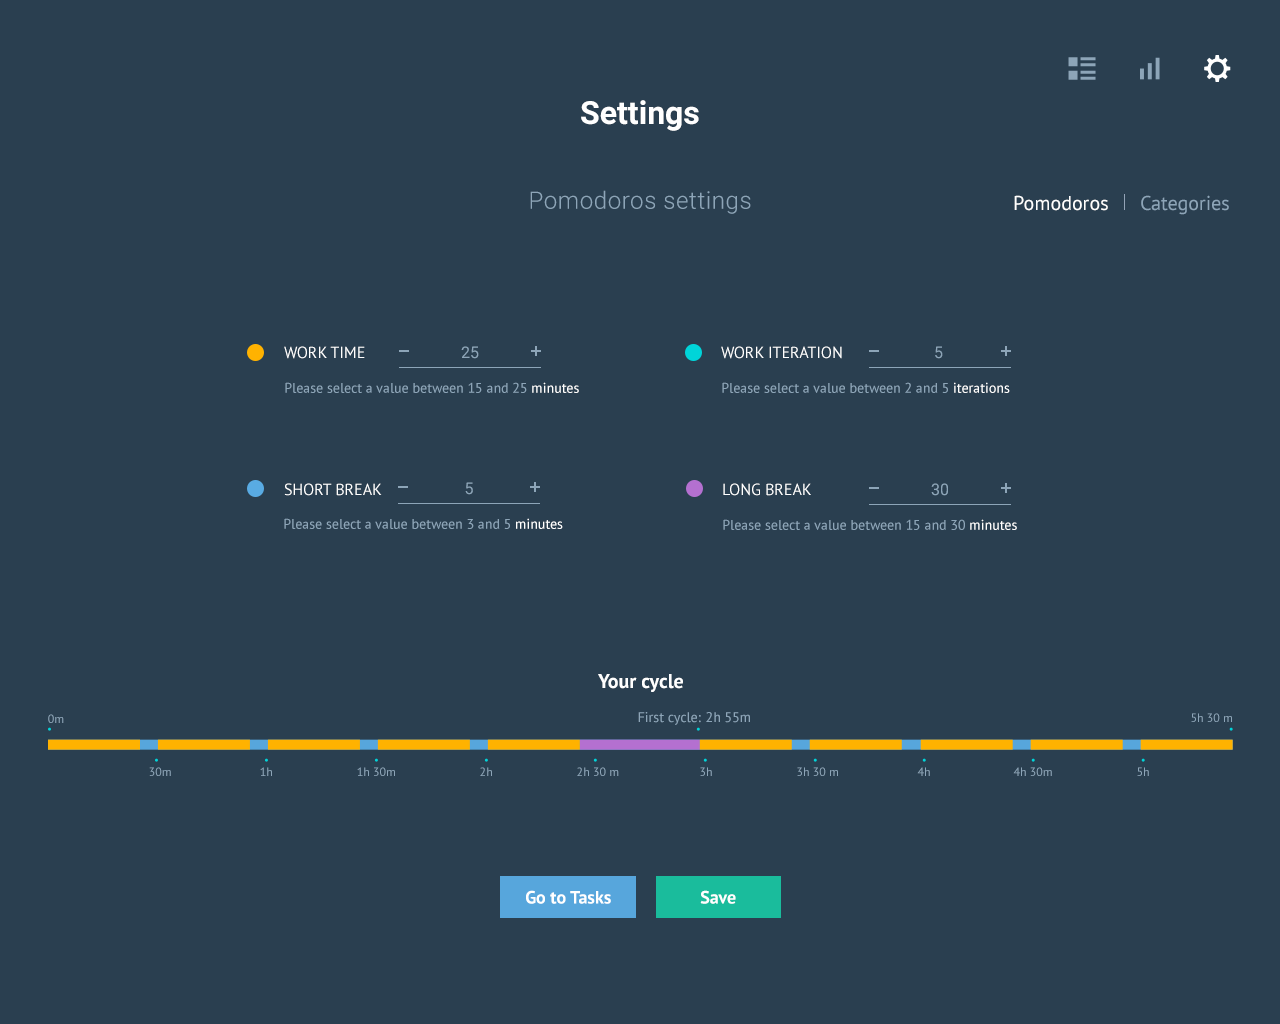 Settings
Pomodoros settings
Pomodoros | Categories
WORK TIME − 25 +
Please select a value between 15 and 25 minutes
WORK ITERATION − 5 +
Please select a value between 2 and 5 iterations
SHORT BREAK − 5 +
Please select a value between 3 and 5 minutes
LONG BREAK − 30 +
Please select a value between 15 and 30 minutes
Your cycle
0m First cycle: 2h 55m 5h 30 m
30m 1h 1h 30m 2h 2h 30 m 3h 3h 30 m 4h 4h 30m 5h
Go to Tasks Save